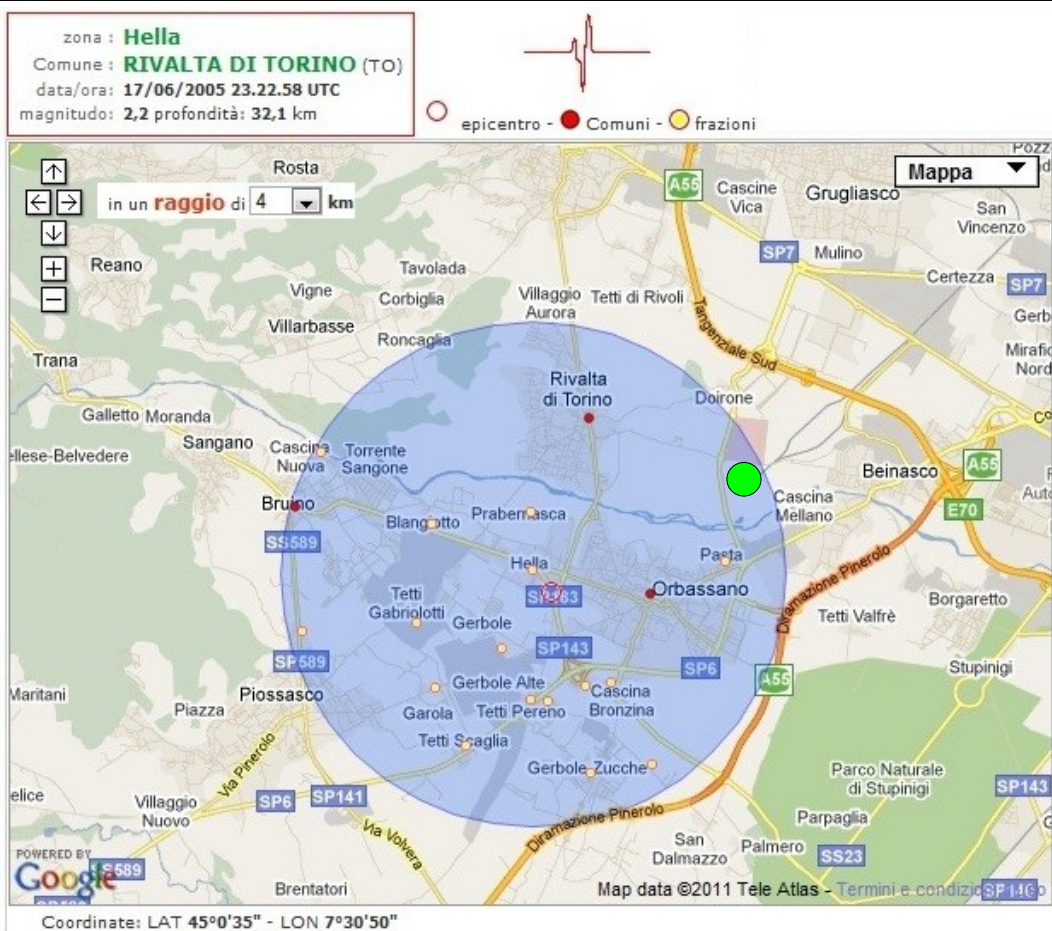 zona : Hella
Comune : RIVALTA DI TORINO (TO)
data/ora: 17/06/2005 23.22.58 UTC
magnitudo: 2,2 profondità: 32,1 km
epicentro - Comuni - frazioni
Mappa
in un raggio di 4 km
Rosta
A55
Cascine
Vica
Grugliasco
San
Vincenzo
SP7
Mulino
Reano
Tavolada
Certezza
SP7
Vigne
Corbiglia
Villaggio
Aurora
Tetti di Rivoli
Villarbasse
Roncaglia
Tangenziale Sud
Trana
Rivalta
di Torino
Doirone
Galletto
Moranda
Sangano
Cascina
Nuova
Torrente
Sangone
Beinasco
A55
Cascina
Mellano
E70
Bruino
Blangiotto
Prabernasca
SS589
Hella
Pasta
SP183
Orbassano
Diramazione Pinerolo
Tetti
Gabriolotti
Gerbole
Borgaretto
Tetti Valfrè
SP143
SP589
SP6
Stupinigi
A55
Maritani
Piossasco
Gerbole Alte
Cascina
Bronzina
Piazza
Garola
Tetti Pereno
Tetti Scaglia
Via Pinerolo
Gerbole Zucche
Parco Naturale
di Stupinigi
SP143
Villaggio
Nuovo
SP6
SP141
Diramazione Pinerolo
Parpaglia
Via Volvera
San
Dalmazzo
Palmero
SS23
POWERED BY
Google
SS589
Brentatori
Map data ©2011 Tele Atlas -
SP146
Coordinate: LAT 45°0'35" - LON 7°30'50"